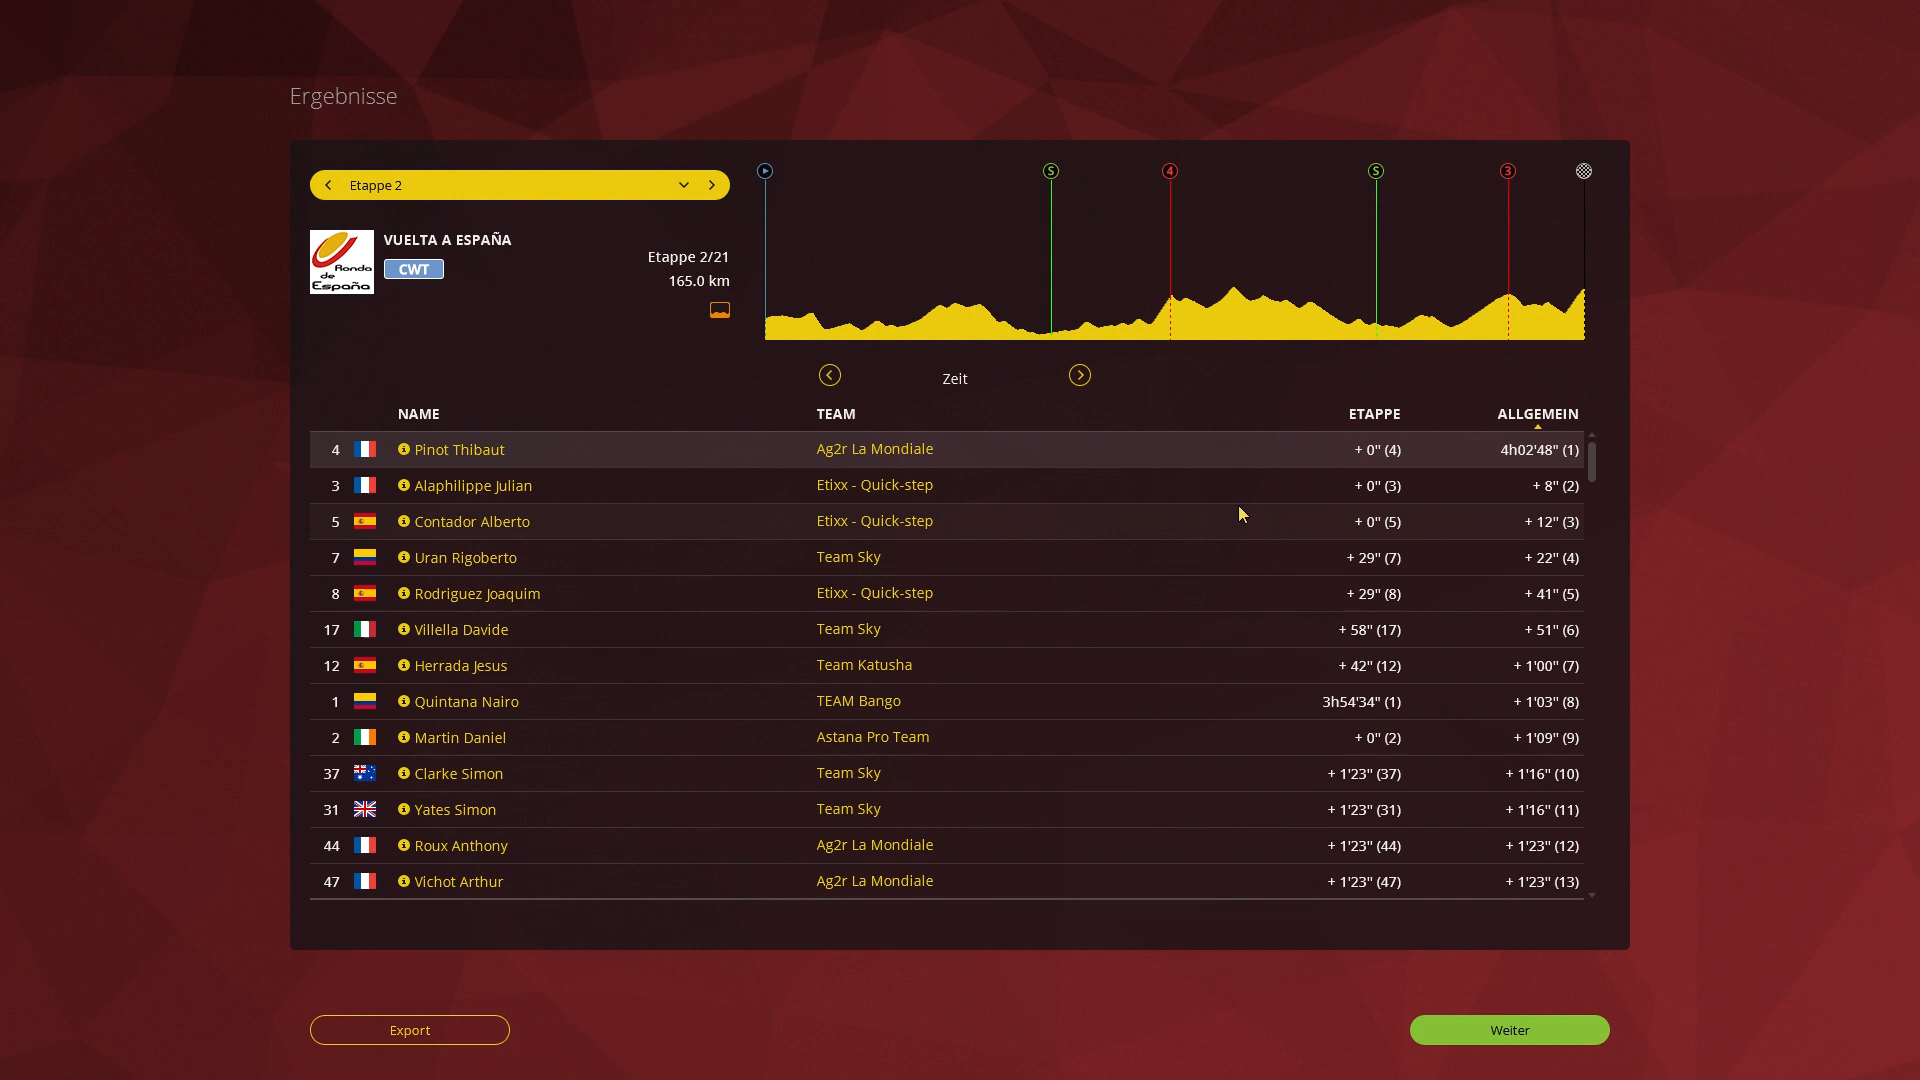 Ergebnisse
Etappe 2
S
4
S
3
Ronda
de
España
VUELTA A ESPAÑA
CWT
Etappe 2/21
165.0 km
Zeit
NAME TEAM ETAPPE ALLGEMEIN
4 Pinot Thibaut Ag2r La Mondiale + 0'' (4) 4h02'48'' (1)
3 Alaphilippe Julian Etixx - Quick-step + 0'' (3) + 8'' (2)
5 Contador Alberto Etixx - Quick-step + 0'' (5) + 12'' (3)
7 Uran Rigoberto Team Sky + 29'' (7) + 22'' (4)
8 Rodriguez Joaquim Etixx - Quick-step + 29'' (8) + 41'' (5)
17 Villella Davide Team Sky + 58'' (17) + 51'' (6)
12 Herrada Jesus Team Katusha + 42'' (12) + 1'00'' (7)
1 Quintana Nairo TEAM Bango 3h54'34'' (1) + 1'03'' (8)
2 Martin Daniel Astana Pro Team + 0'' (2) + 1'09'' (9)
37 Clarke Simon Team Sky + 1'23'' (37) + 1'16'' (10)
31 Yates Simon Team Sky + 1'23'' (31) + 1'16'' (11)
44 Roux Anthony Ag2r La Mondiale + 1'23'' (44) + 1'23'' (12)
47 Vichot Arthur Ag2r La Mondiale + 1'23'' (47) + 1'23'' (13)
Export
Weiter